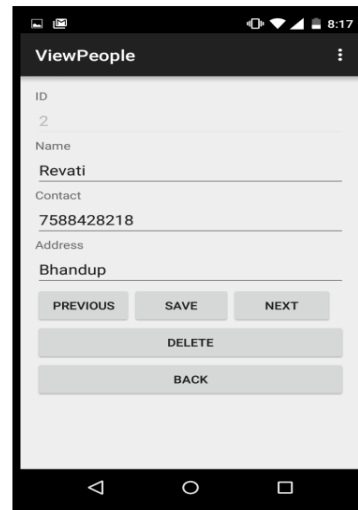 8:17
ViewPeople
ID
2
Name
Revati
Contact
7588428218
Address
Bhandup
PREVIOUS SAVE NEXT
DELETE
BACK